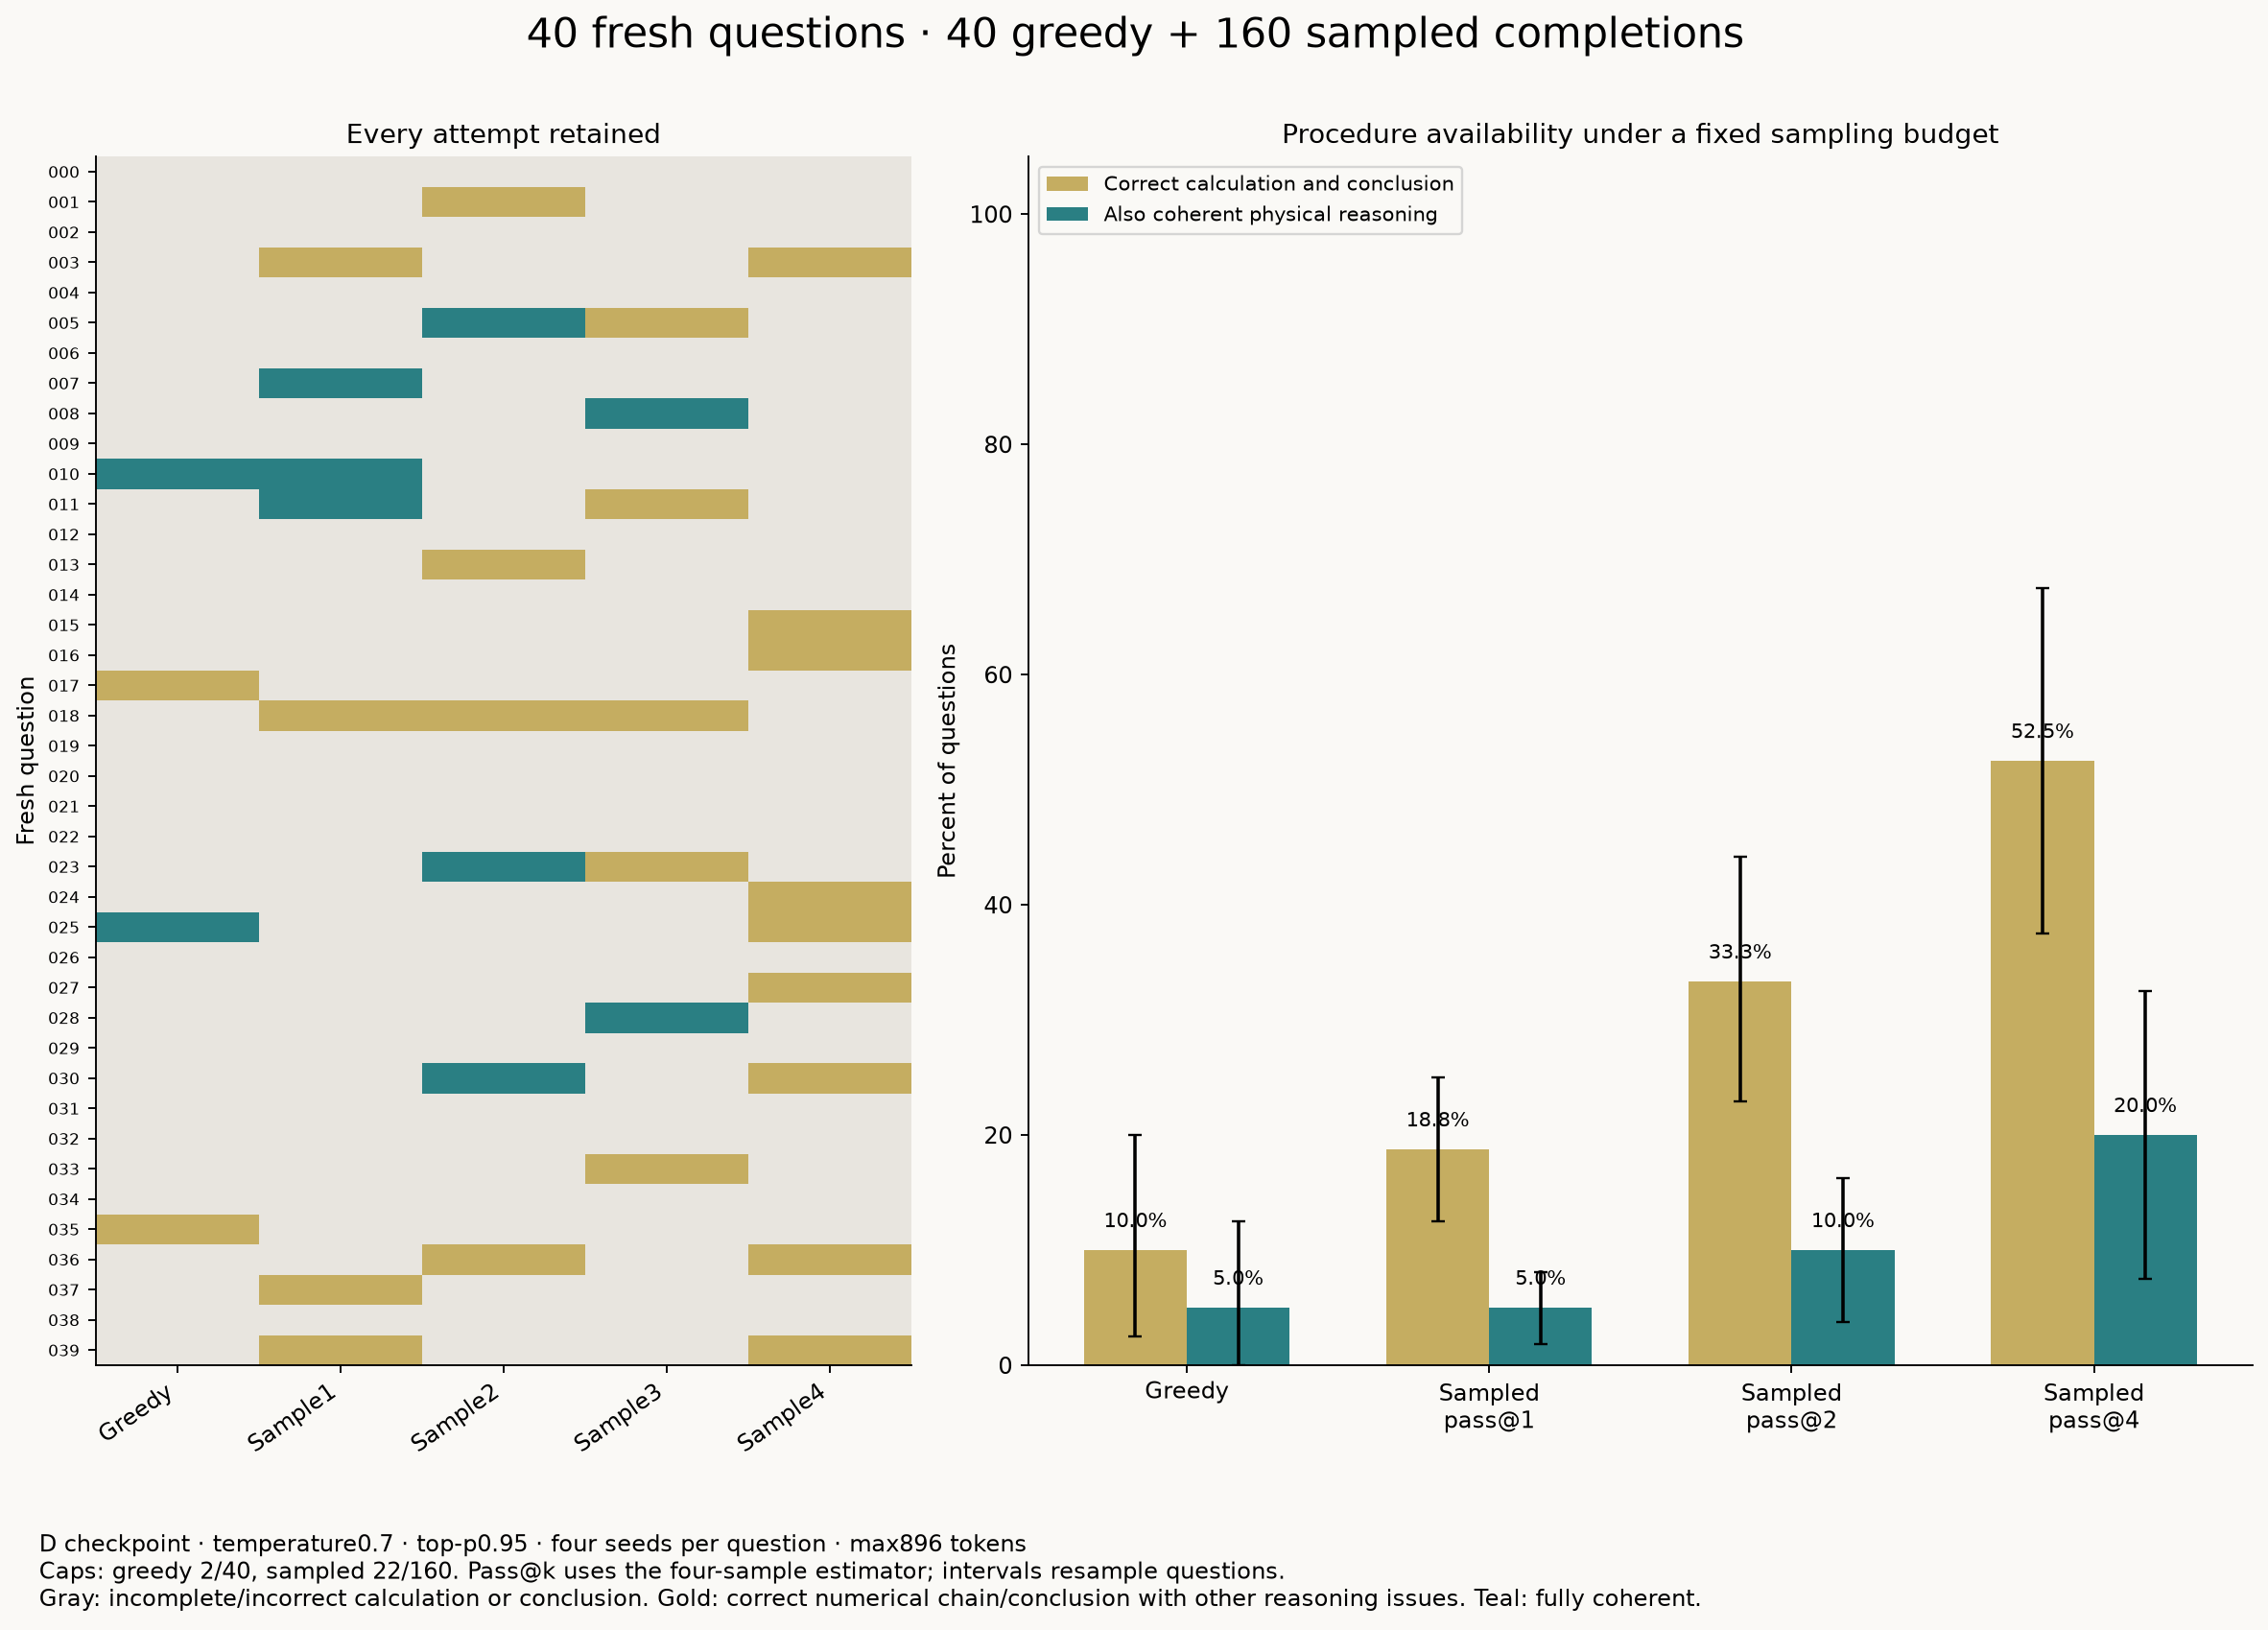 40 fresh questions · 40 greedy + 160 sampled completions
Every attempt retained
Fresh question
000
001
002
003
004
005
006
007
008
009
010
011
012
013
014
015
016
017
018
019
020
021
022
023
024
025
026
027
028
029
030
031
032
033
034
035
036
037
038
039
Greedy
Sample1
Sample2
Sample3
Sample4
Procedure availability under a fixed sampling budget
Correct calculation and conclusion
Also coherent physical reasoning
Percent of questions
100
80
60
40
20
0
10.0%
5.0%
18.8%
5.0%
33.3%
10.0%
52.5%
20.0%
Greedy
Sampled
pass@1
Sampled
pass@2
Sampled
pass@4
D checkpoint · temperature0.7 · top-p0.95 · four seeds per question · max896 tokens
Caps: greedy 2/40, sampled 22/160. Pass@k uses the four-sample estimator; intervals resample questions.
Gray: incomplete/incorrect calculation or conclusion. Gold: correct numerical chain/conclusion with other reasoning issues. Teal: fully coherent.